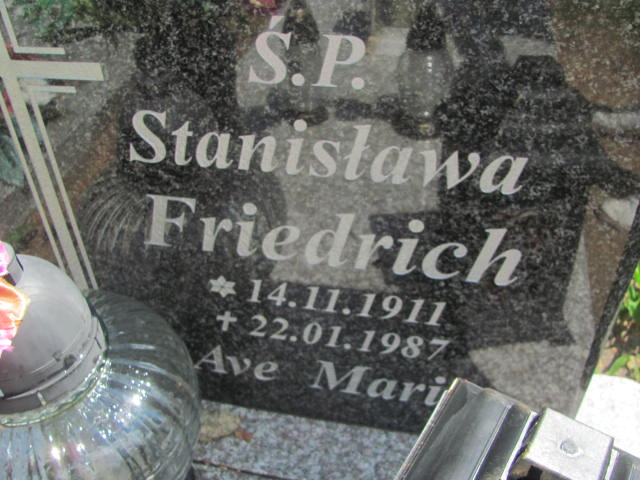 Ś.P.
Stanisława
Friedrich
* 14.11.1911
+ 22.01.1987
Ave Mari